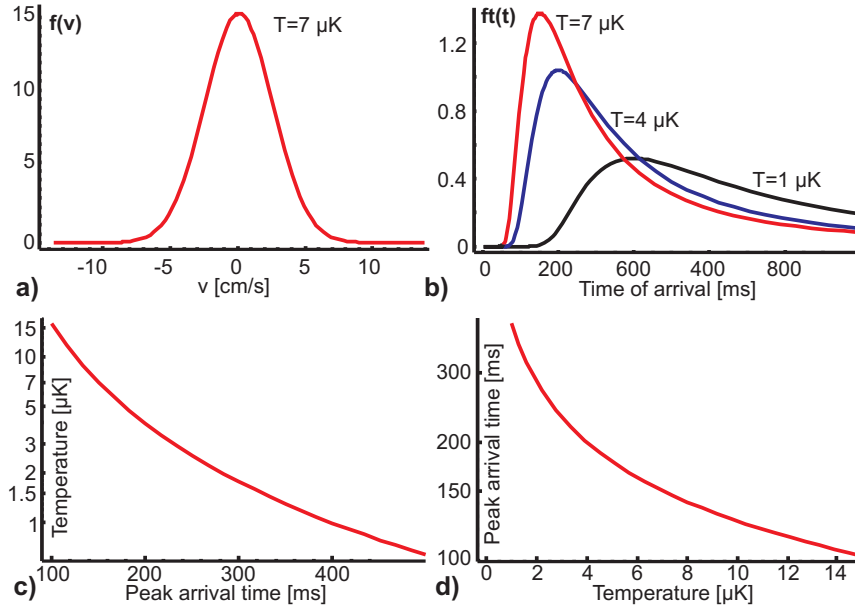 f(v)
T=7 µK
15
15
10
5
0
-10
-5
0
5
10
v [cm/s]
a)
ft(t)
T=7 µK
T=4 µK
T=1 µK
1.2
0.8
0.4
0
0
200
600
400
800
Time of arrival [ms]
b)
Temperature [µK]
15
10
7
5
3
2
1.5
1
100
200
300
400
Peak arrival time [ms]
c)
Peak arrival time [ms]
300
200
150
100
0
2
4
6
8
10
12
14
Temperature [µK]
d)